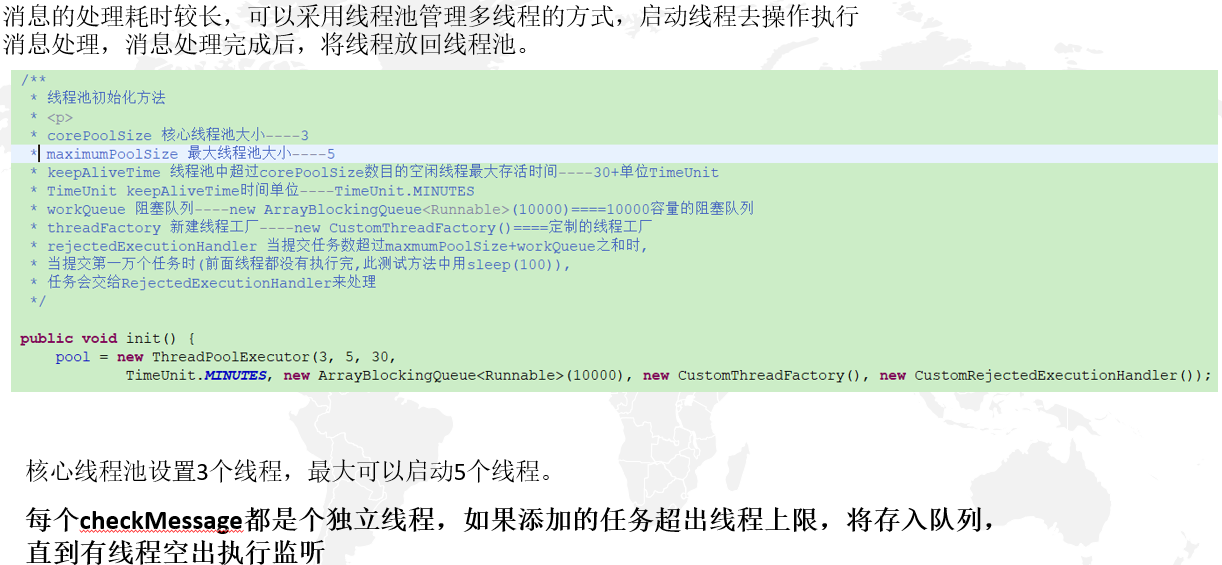 消息的处理耗时较长，可以采用线程池管理多线程的方式，启动线程去操作执行
消息处理，消息处理完成后，将线程放回线程池。
/**
 * 线程池初始化方法
 * <p>
 * corePoolSize 核心线程池大小----3
 * maximumPoolSize 最大线程池大小----5
 * keepAliveTime 线程池中超过corePoolSize数目的空闲线程最大存活时间----30+单位TimeUnit
 * TimeUnit keepAliveTime时间单位----TimeUnit.MINUTES
 * workQueue 阻塞队列----new ArrayBlockingQueue<Runnable>(10000)====10000容量的阻塞队列
 * threadFactory 新建线程工厂----new CustomThreadFactory()====定制的线程工厂
 * rejectedExecutionHandler 当提交任务数超过maxmumPoolSize+workQueue之和时,
 * 当提交第一万个任务时(前面线程都没有执行完,此测试方法中用sleep(100)),
 * 任务会交给RejectedExecutionHandler来处理
 */
public void init() {
pool = new ThreadPoolExecutor(3, 5, 30,
TimeUnit.MINUTES, new ArrayBlockingQueue<Runnable>(10000), new CustomThreadFactory(), new CustomRejectedExecutionHandler());
核心线程池设置3个线程，最大可以启动5个线程。
每个checkMessage都是个独立线程，如果添加的任务超出线程上限，将存入队列，
直到有线程空出执行监听